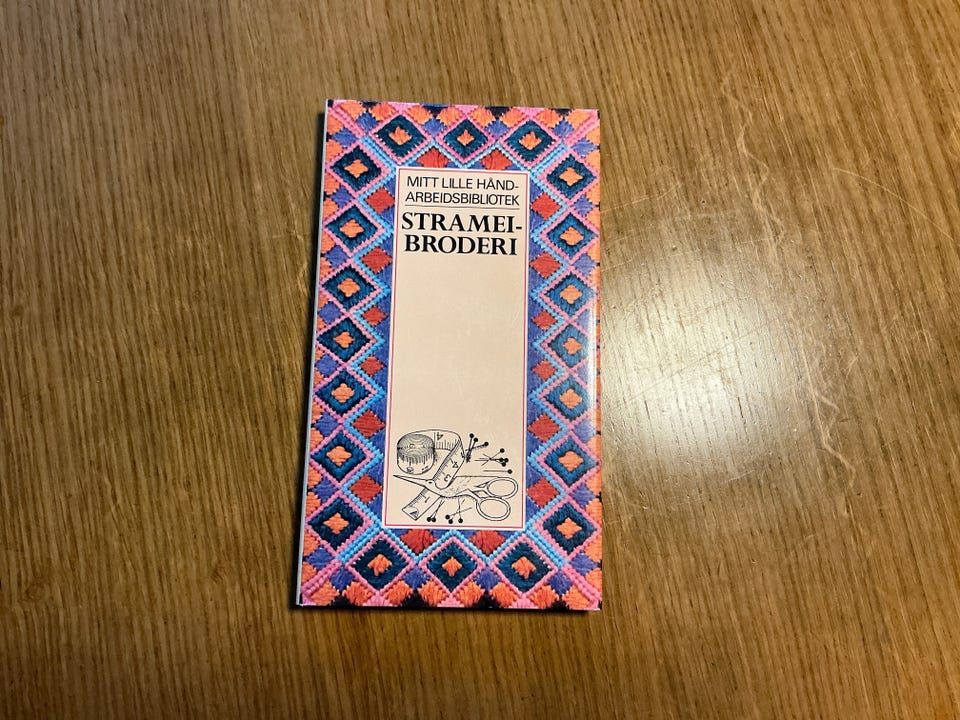 MITT LILLE HÅND-
ARBEIDSBIBLIOTEK
STRAMEI-
BRODERI